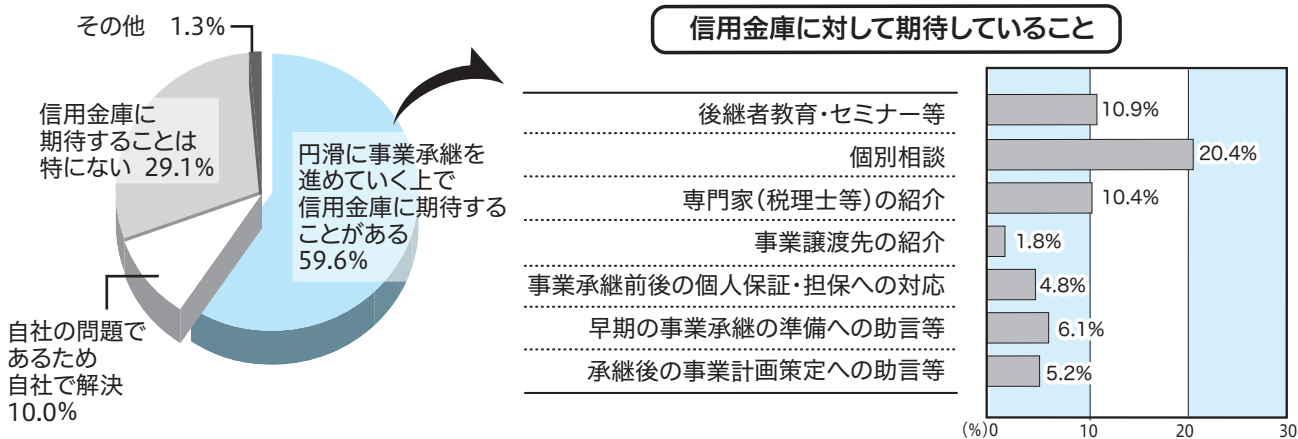 その他 1.3%
信用金庫に
期待することは
特にない 29.1%
円滑に事業承継を
進めていく上で
信用金庫に期待する
ことがある
59.6%
自社の問題で
あるため
自社で解決
10.0%
信用金庫に対して期待していること
後継者教育・セミナー等 10.9%
個別相談 20.4%
専門家(税理士等)の紹介 10.4%
事業譲渡先の紹介 1.8%
事業承継前後の個人保証・担保への対応 4.8%
早期の事業承継の準備への助言等 6.1%
承継後の事業計画策定への助言等 5.2%
(%)0 10 20 30